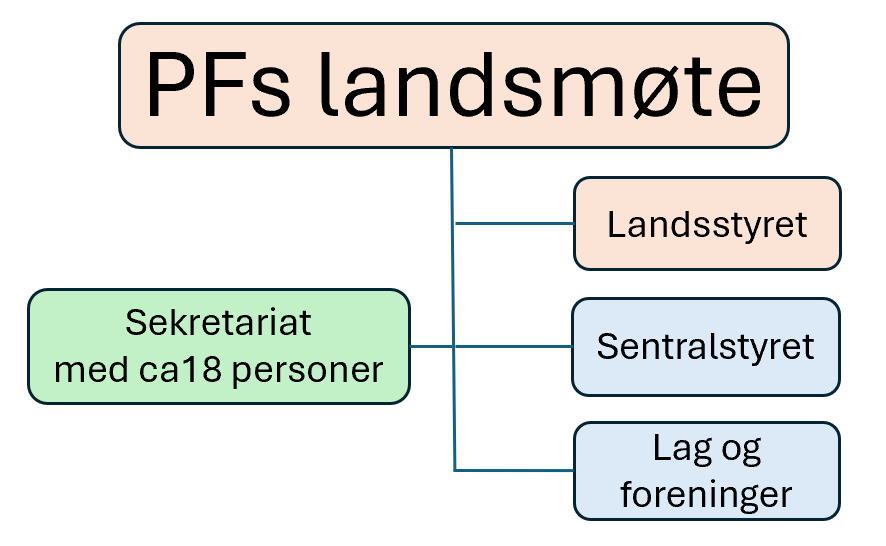 PFs landsmøte
Landsstyret
Sekretariat
med ca18 personer
Sentralstyret
Lag og
foreninger